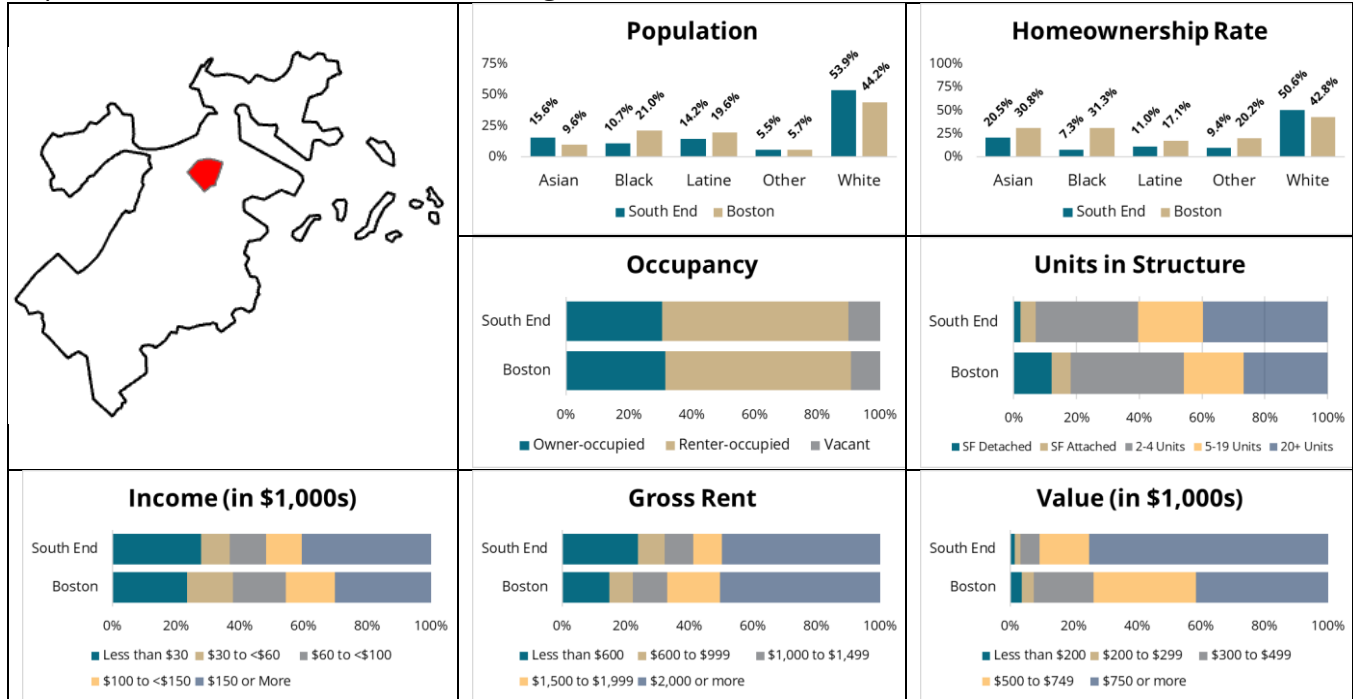 Population
75%
50%
25%
0%
15.6% 9.6% 10.7% 21.0% 14.2% 19.6% 5.5% 5.7% 53.9% 44.2%
Asian Black Latine Other White
South End Boston
Homeownership Rate
100%
75%
50%
25%
0%
20.5% 30.8% 7.3% 31.3% 11.0% 17.1% 9.4% 20.2% 50.6% 42.8%
Asian Black Latine Other White
South End Boston
Occupancy
South End
Boston
0% 20% 40% 60% 80% 100%
Owner-occupied Renter-occupied Vacant
Units in Structure
South End
Boston
0% 20% 40% 60% 80% 100%
SF Detached SF Attached 2-4 Units 5-19 Units 20+ Units
Income (in $1,000s)
South End
Boston
0% 20% 40% 60% 80% 100%
Less than $30 $30 to <$60 $60 to <$100
$100 to <$150 $150 or More
Gross Rent
South End
Boston
0% 20% 40% 60% 80% 100%
Less than $600 $600 to $999 $1,000 to $1,499
$1,500 to $1,999 $2,000 or more
Value (in $1,000s)
South End
Boston
0% 20% 40% 60% 80% 100%
Less than $200 $200 to $299 $300 to $499
$500 to $749 $750 or more